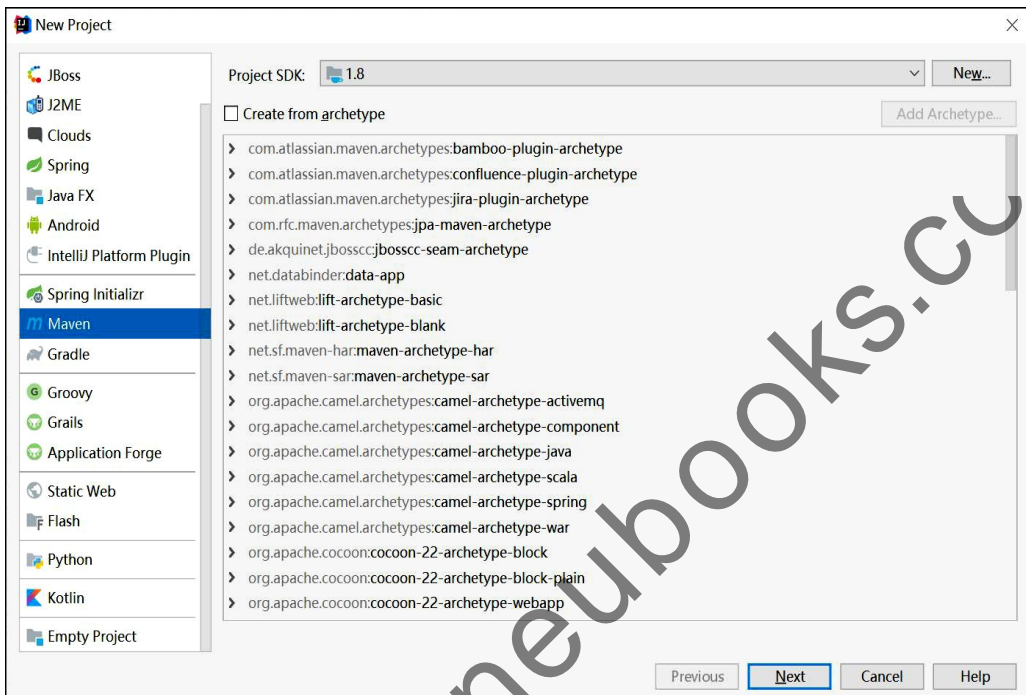 New Project
JBoss
J2ME
Clouds
Spring
Java FX
Android
IntelliJ Platform Plugin
Spring Initializr
Maven
Gradle
Groovy
Grails
Application Forge
Static Web
Flash
Python
Kotlin
Empty Project
Project SDK: 1.8 New...
Create from archetype Add Archetype...
com.atlassian.maven.archetypes:bamboo-plugin-archetype
com.atlassian.maven.archetypes:confluence-plugin-archetype
com.atlassian.maven.archetypes:jira-plugin-archetype
com.rfc.maven.archetypes:jpa-maven-archetype
de.akquinet.jbosscc:jbosscc-seam-archetype
net.databinder:data-app
net.liftweb:lift-archetype-basic
net.liftweb:lift-archetype-blank
net.sf.maven-har:maven-archetype-har
net.sf.maven-sar:maven-archetype-sar
org.apache.camel.archetypes:camel-archetype-activemq
org.apache.camel.archetypes:camel-archetype-component
org.apache.camel.archetypes:camel-archetype-java
org.apache.camel.archetypes:camel-archetype-scala
org.apache.camel.archetypes:camel-archetype-spring
org.apache.camel.archetypes:camel-archetype-war
org.apache.cocoon:cocoon-22-archetype-block
org.apache.cocoon:cocoon-22-archetype-block-plain
org.apache.cocoon:cocoon-22-archetype-webapp
Previous Next Cancel Help
neubooks.co